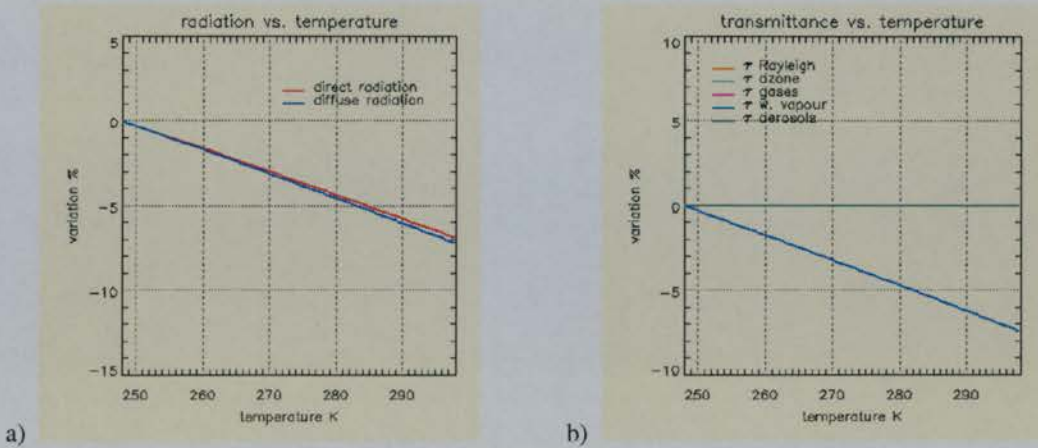 radiation vs. temperature
5
0
−5
−10
−15
variation %
direct radiation
diffuse radiation
250 260 270 280 290
temperature K
a)
transmittance vs. temperature
10
5
0
−5
−10
variation %
τ Rayleigh
τ ozone
τ gases
τ w. vapour
τ aerosols
250 260 270 280 290
temperature K
b)